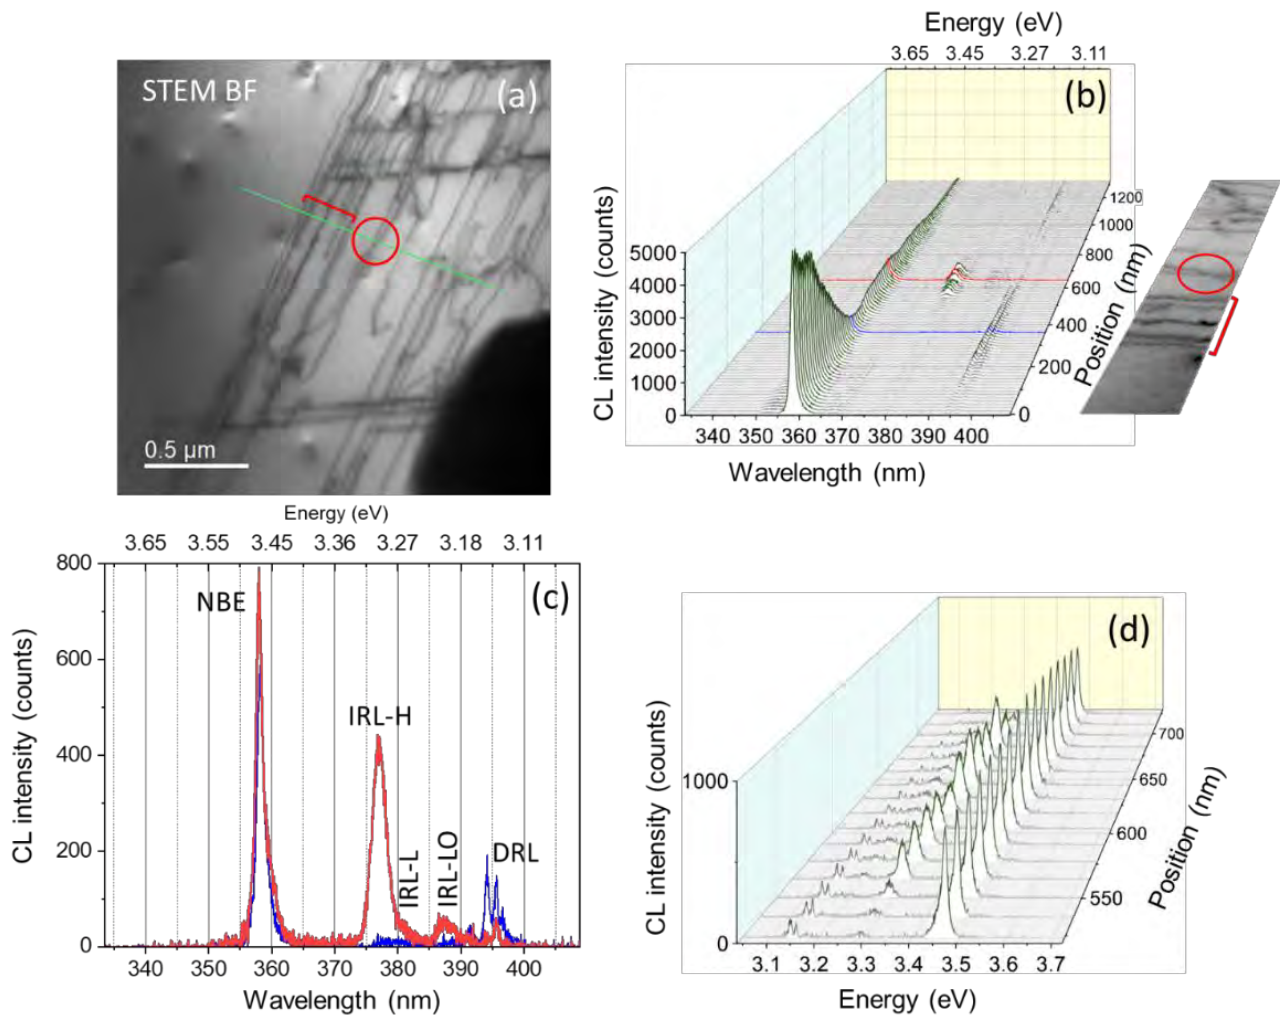 STEM BF
(a)
0.5 µm
Energy (eV)
3.65 3.45 3.27 3.11
(b)
CL intensity (counts)
5000
4000
3000
2000
1000
0
340 350 360 370 380 390 400
Wavelength (nm)
0
200
400
600
800
1000
1200
Position (nm)
Energy (eV)
3.65 3.55 3.45 3.36 3.27 3.18 3.11
(c)
CL intensity (counts)
800
600
400
200
0
NBE
IRL-H
IRL-L
IRL-LO
DRL
340 350 360 370 380 390 400
Wavelength (nm)
(d)
CL intensity (counts)
1000
0
3.1 3.2 3.3 3.4 3.5 3.6 3.7
Energy (eV)
550
600
650
700
Position (nm)